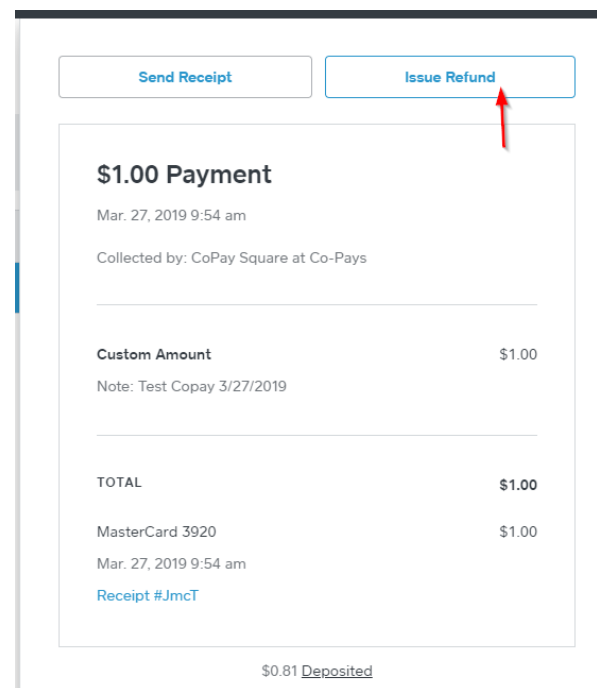 Send Receipt
Issue Refund
$1.00 Payment
Mar. 27, 2019 9:54 am
Collected by: CoPay Square at Co-Pays
Custom Amount $1.00
Note: Test Copay 3/27/2019
TOTAL $1.00
MasterCard 3920 $1.00
Mar. 27, 2019 9:54 am
Receipt #JmcT
$0.81 Deposited